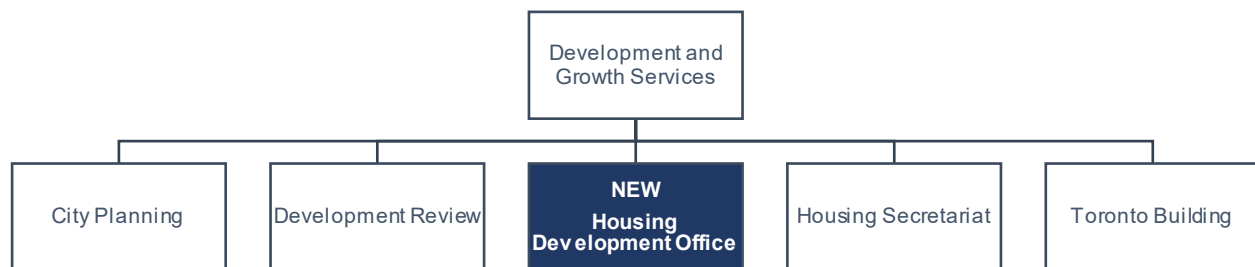 Development and
Growth Services
City Planning
Development Review
NEW
Housing
Development Office
Housing Secretariat
Toronto Building